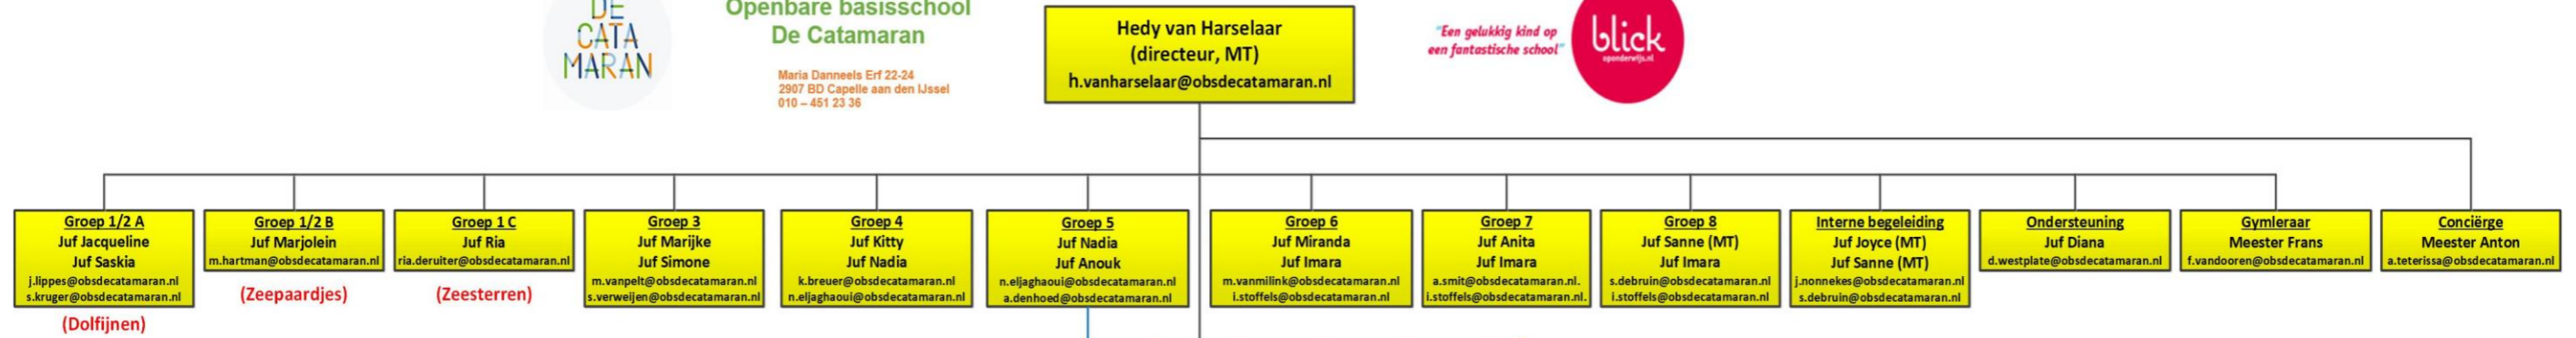 DE
CATA
MARAN
Openbare basisschool
De Catamaran
Maria Danneels Erf 22-24
2907 BD Capelle aan den IJssel
010 – 451 23 36
Hedy van Harselaar
(directeur, MT)
h.vanharselaar@obsdecatamaran.nl
"Een gelukkig kind op
een fantastische school"
blick
oponderwijs.nl
Groep 1/2 A
Juf Jacqueline
Juf Saskia
j.lippes@obsdecatamaran.nl
s.kruger@obsdecatamaran.nl
(Dolfijnen)
Groep 1/2 B
Juf Marjolein
m.hartman@obsdecatamaran.nl
(Zeepaardjes)
Groep 1 C
Juf Ria
ria.deruiter@obsdecatamaran.nl
(Zeesterren)
Groep 3
Juf Marijke
Juf Simone
m.vanpelt@obsdecatamaran.nl
s.verweijen@obsdecatamaran.nl
Groep 4
Juf Kitty
Juf Nadia
k.breuer@obsdecatamaran.nl
n.eljaghaoui@obsdecatamaran.nl
Groep 5
Juf Nadia
Juf Anouk
n.eljaghaoui@obsdecatamaran.nl
a.denhoed@obsdecatamaran.nl
Groep 6
Juf Miranda
Juf Imara
m.vanmilink@obsdecatamaran.nl
i.stoffels@obsdecatamaran.nl
Groep 7
Juf Anita
Juf Imara
a.smit@obsdecatamaran.nl.
i.stoffels@obsdecatamaran.nl.
Groep 8
Juf Sanne (MT)
Juf Imara
s.debruin@obsdecatamaran.nl
i.stoffels@obsdecatamaran.nl
Interne begeleiding
Juf Joyce (MT)
Juf Sanne (MT)
j.nonnekes@obsdecatamaran.nl
s.debruin@obsdecatamaran.nl
Ondersteuning
Juf Diana
d.westplate@obsdecatamaran.nl
Gymleraar
Meester Frans
f.vandooren@obsdecatamaran.nl
Conciërge
Meester Anton
a.teterissa@obsdecatamaran.nl